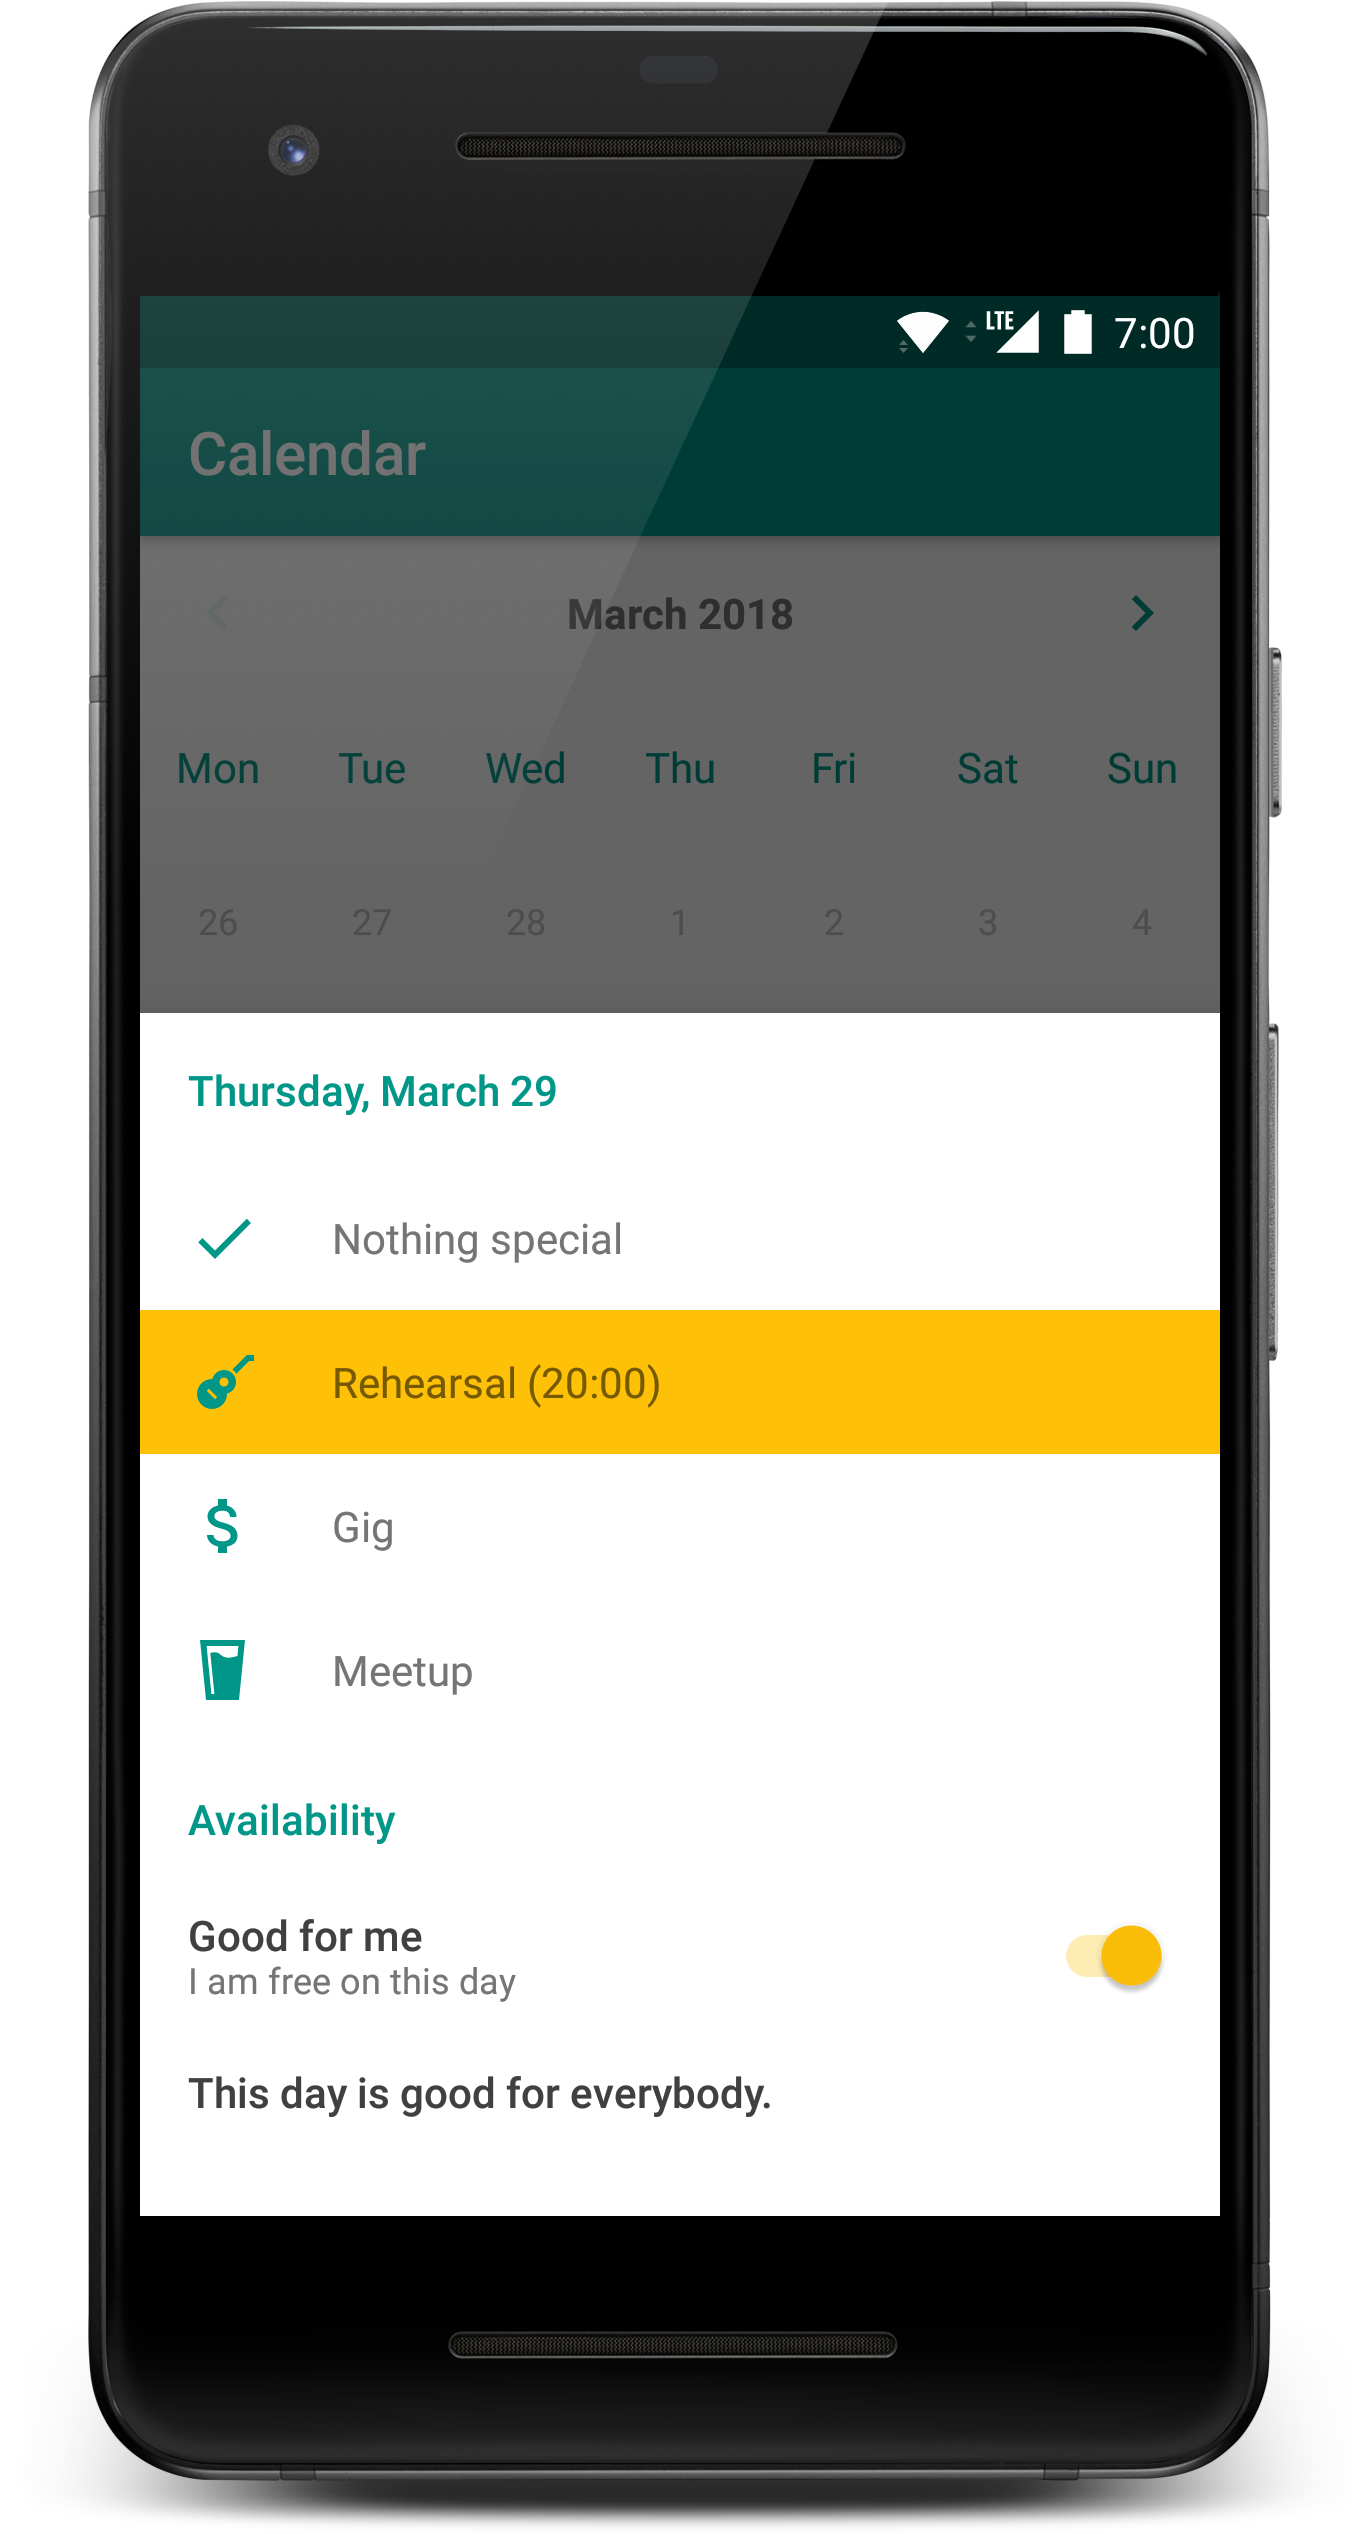 LTE 7:00
Calendar
March 2018
Mon Tue Wed Thu Fri Sat Sun
26 27 28 1 2 3 4
Thursday, March 29
Nothing special
Rehearsal (20:00)
$ Gig
Meetup
Availability
Good for me
I am free on this day
This day is good for everybody.